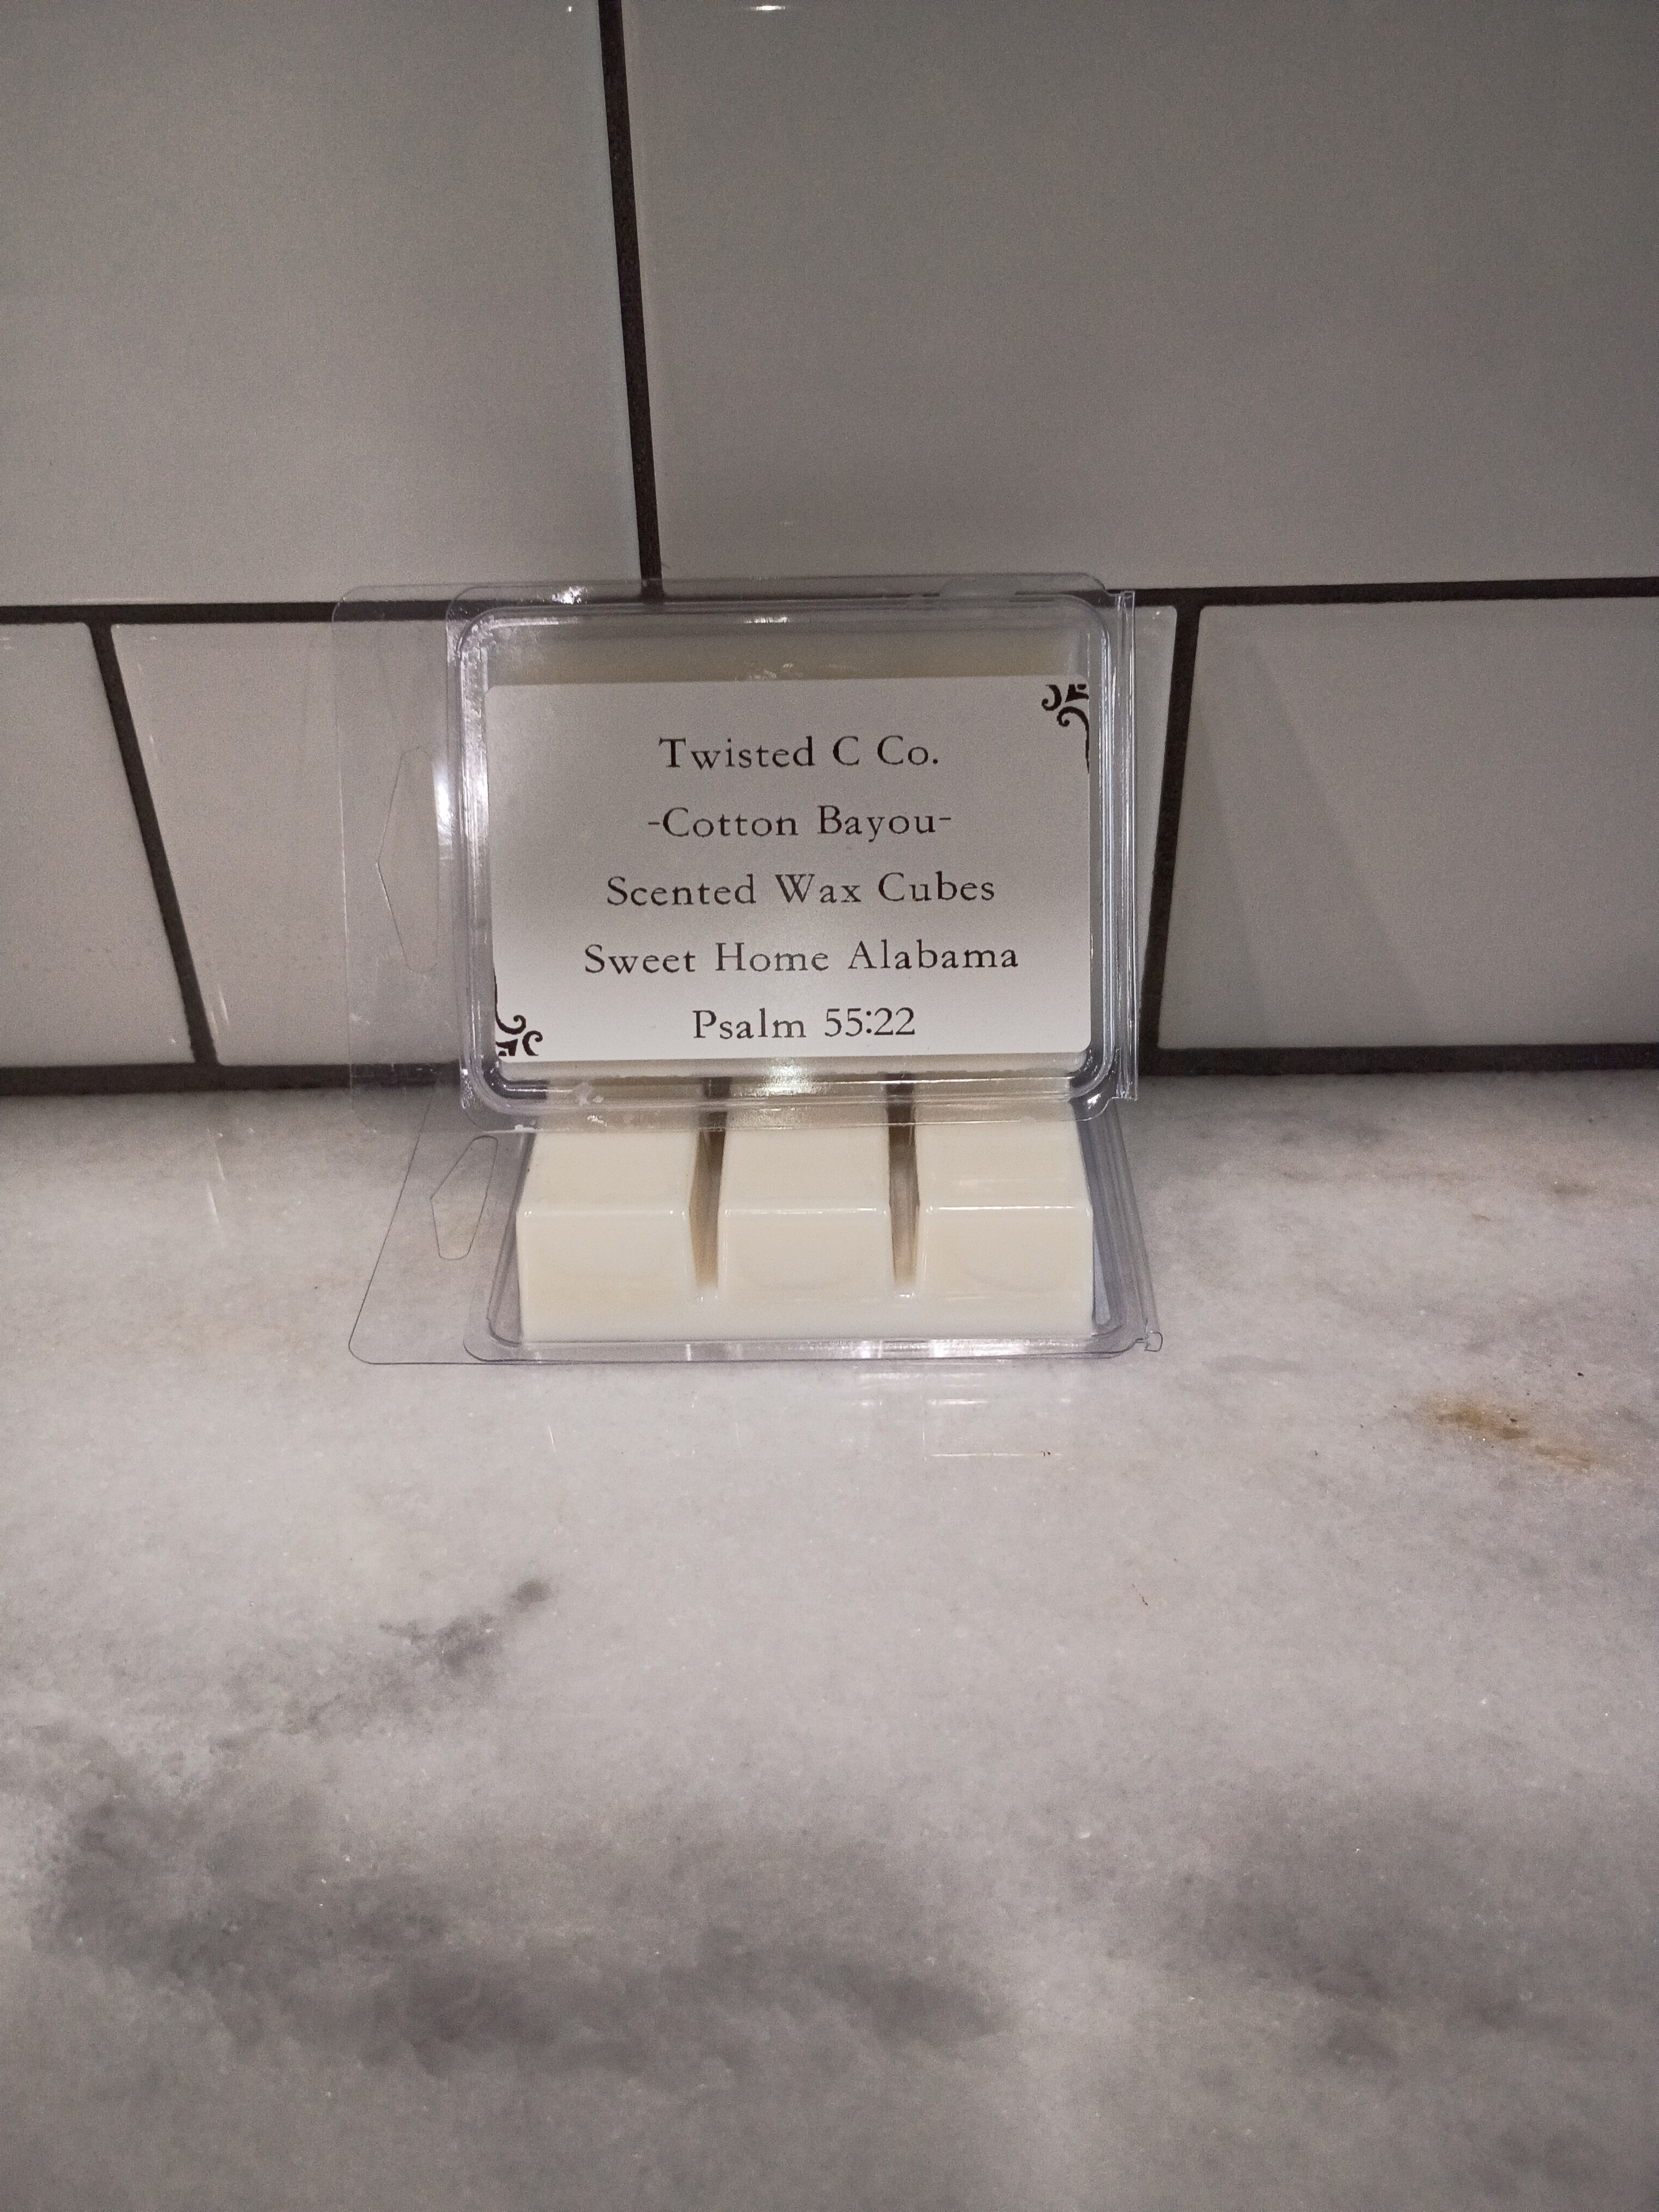 Twisted C Co.
-Cotton Bayou-
Scented Wax Cubes
Sweet Home Alabama
Psalm 55:22